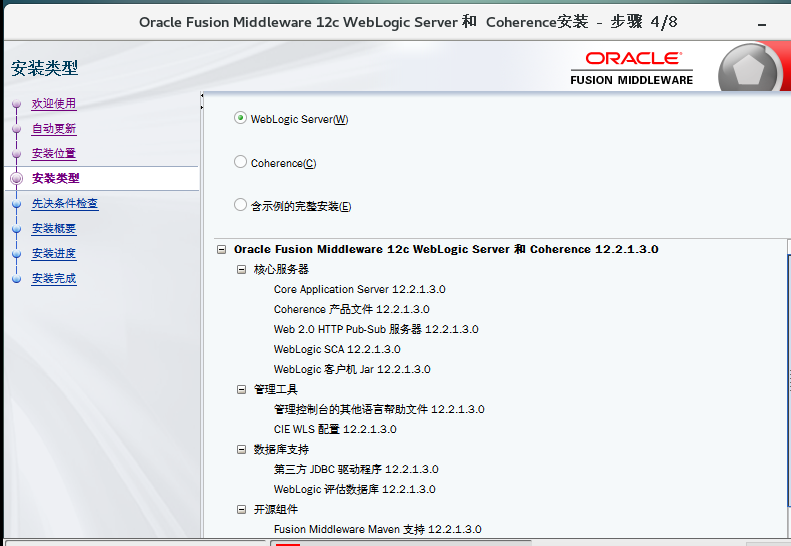 Oracle Fusion Middleware 12c WebLogic Server 和 Coherence安装 - 步骤 4/8
安装类型
ORACLE
FUSION MIDDLEWARE
欢迎使用
自动更新
安装位置
安装类型
先决条件检查
安装概要
安装进度
安装完成
WebLogic Server(W)
Coherence(C)
含示例的完整安装(E)
Oracle Fusion Middleware 12c WebLogic Server 和 Coherence 12.2.1.3.0
核心服务器
Core Application Server 12.2.1.3.0
Coherence 产品文件 12.2.1.3.0
Web 2.0 HTTP Pub-Sub 服务器 12.2.1.3.0
WebLogic SCA 12.2.1.3.0
WebLogic 客户机 Jar 12.2.1.3.0
管理工具
管理控制台的其他语言帮助文件 12.2.1.3.0
CIE WLS 配置 12.2.1.3.0
数据库支持
第三方 JDBC 驱动程序 12.2.1.3.0
WebLogic 评估数据库 12.2.1.3.0
开源组件
Fusion Middleware Maven 支持 12.2.1.3.0